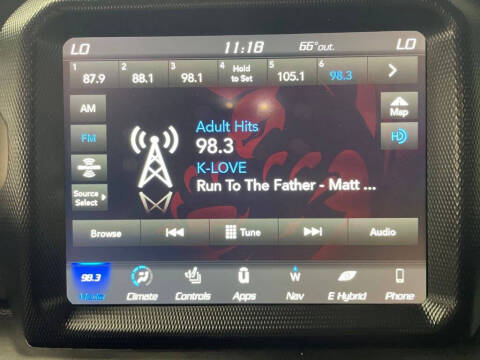 LO 11:18 66°out. LO
1 87.9 2 88.1 3 98.1 4 Hold to Set 5 105.1 6 98.3
AM
Map
FM
HD
Adult Hits
98.3
K-LOVE
Run To The Father - Matt ...
Source Select
Browse Tune Audio
98.3
Media Climate Controls Apps Nav E Hybrid Phone
W